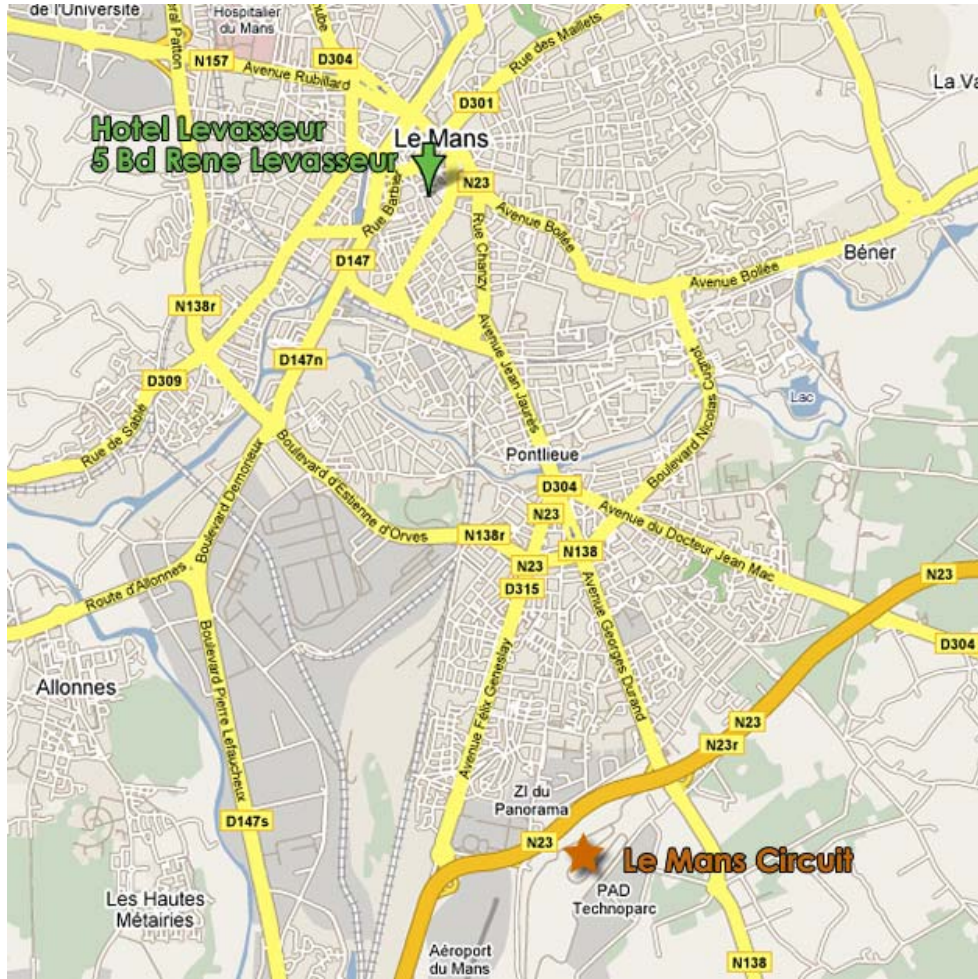 de l'Université
Hospitalier
du Mans
D304
Rue des Maillets
N157
Avenue Rubillard
D301
La Va
Hotel Levasseur
5 Bd Rene Levasseur
Le Mans
N23
Rue Barbier
Rue Chanzy
Avenue Bollée
Béner
D147
Avenue Bollée
N138r
D147n
Avenue Jean Jaurès
Boulevard Nicolas Cugnot
D309
Lac
Rue de Sablé
Boulevard Demorieux
Boulevard d'Estienne d'Orves
Pontlieue
D304
N23
Avenue du Docteur Jean Mac
N138r
N138
N23
D315
N23
Route d'Allonnes
Avenue Georges Durand
D304
Allonnes
Boulevard Pierre Lefaucheux
Avenue Félix Geneslay
N23
N23r
ZI du
Panorama
D147s
N23
Le Mans Circuit
PAD
Technoparc
Les Hautes
Métairies
Aéroport
du Mans
N138